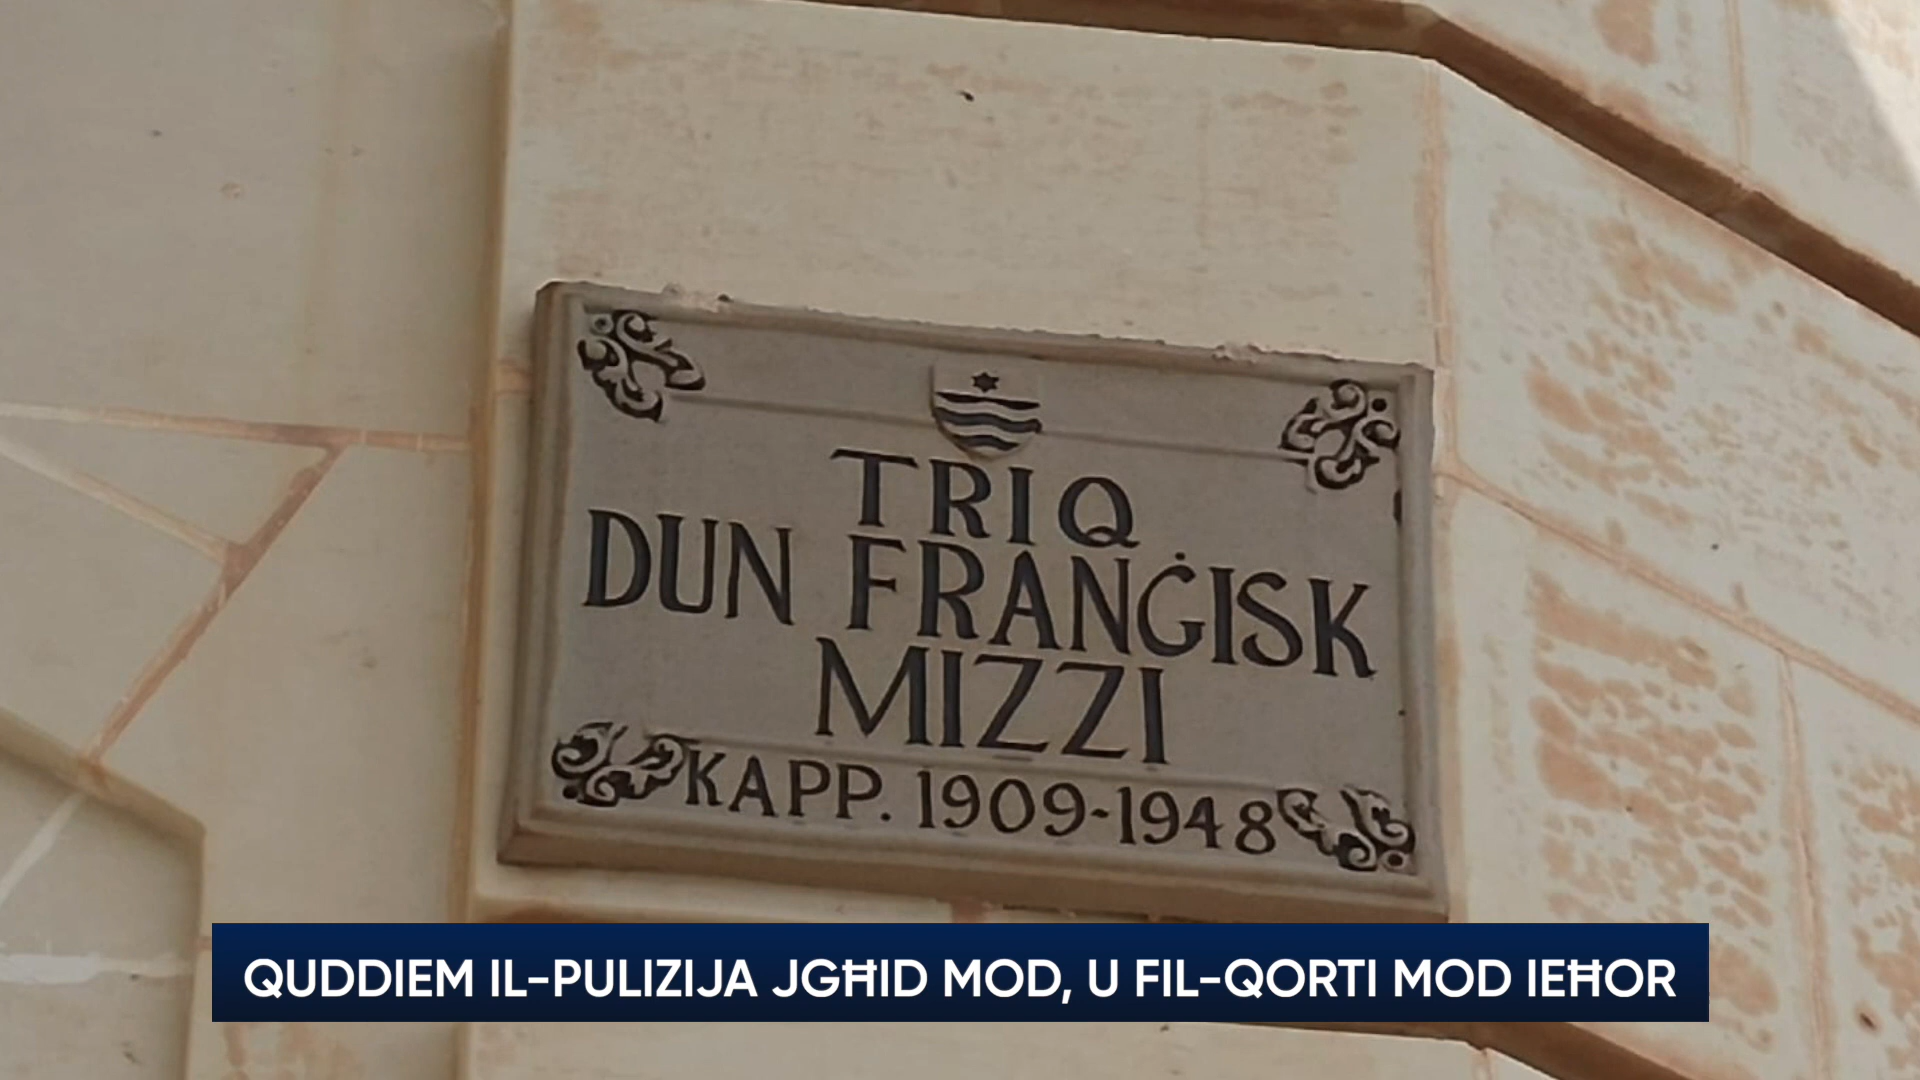 TRIQ
DUN FRANĠISK
MIZZI
KAPP. 1909-1948
QUDDIEM IL-PULIZIJA JGĦID MOD, U FIL-QORTI MOD IEĦOR